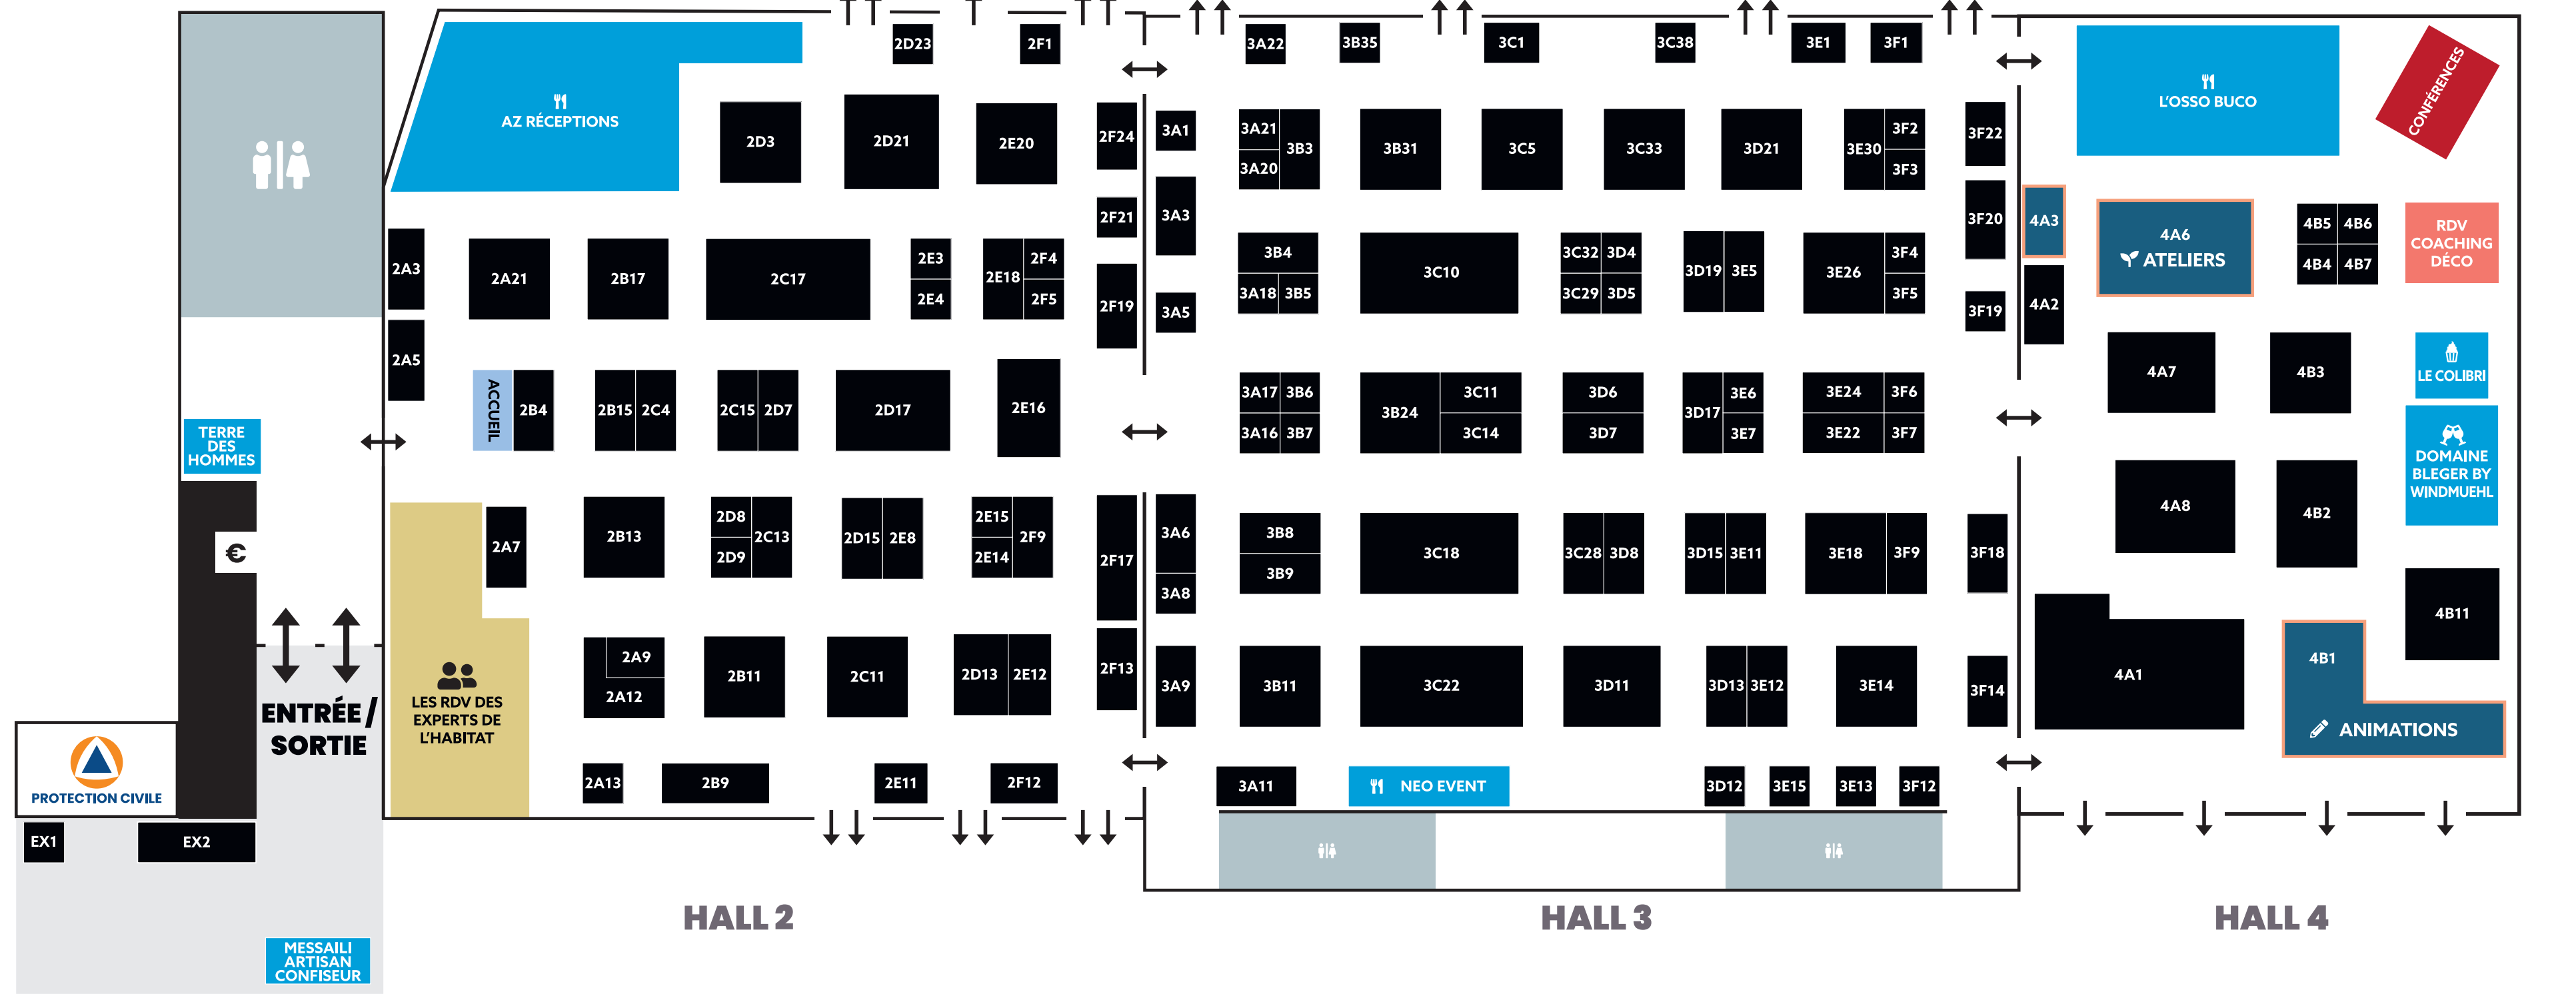 2D23
2F1
3A22
3B35
3C1
3C38
3E1
3F1
AZ RÉCEPTIONS
2D3
2D21
2E20
2F24
2F21
2F19
3A1
3A3
3A5
3A21
3A20
3B3
3B31
3C5
3C33
3D21
3E30
3F2
3F3
3F22
3F20
3F19
L'OSSO BUCO
CONFÉRENCES
2A3
2A5
2A21
2B17
2C17
2E3
2E4
2E18
2F4
2F5
3B4
3A18
3B5
3C10
3C32
3D4
3C29
3D5
3D19
3E5
3E26
3F4
3F5
4A3
4A2
4A6
ATELIERS
4B5
4B6
4B4
4B7
RDV
COACHING
DÉCO
ACCUEIL
2B4
2B15
2C4
2C15
2D7
2D17
2E16
3A17
3B6
3A16
3B7
3B24
3C11
3C14
3D6
3D7
3D17
3E6
3E7
3E24
3F6
3E22
3F7
4A7
4B3
LE COLIBRI
TERRE
DES
HOMMES
€
2A7
2B13
2D8
2D9
2C13
2D15
2E8
2E15
2E14
2F9
2F17
3A6
3A8
3B8
3B9
3C18
3C28
3D8
3D15
3E11
3E18
3F9
3F18
4A8
4B2
DOMAINE
BLEGER BY
WINDMUEHL
ENTRÉE /
SORTIE
LES RDV DES
EXPERTS DE
L'HABITAT
2A9
2A12
2B11
2C11
2D13
2E12
2F13
3A9
3B11
3C22
3D11
3D13
3E12
3E14
3F14
4A1
4B1
ANIMATIONS
4B11
PROTECTION CIVILE
2A13
2B9
2E11
2F12
3A11
NEO EVENT
3D12
3E15
3E13
3F12
EX1
EX2
HALL 2
HALL 3
HALL 4
MESSAILI
ARTISAN
CONFISEUR